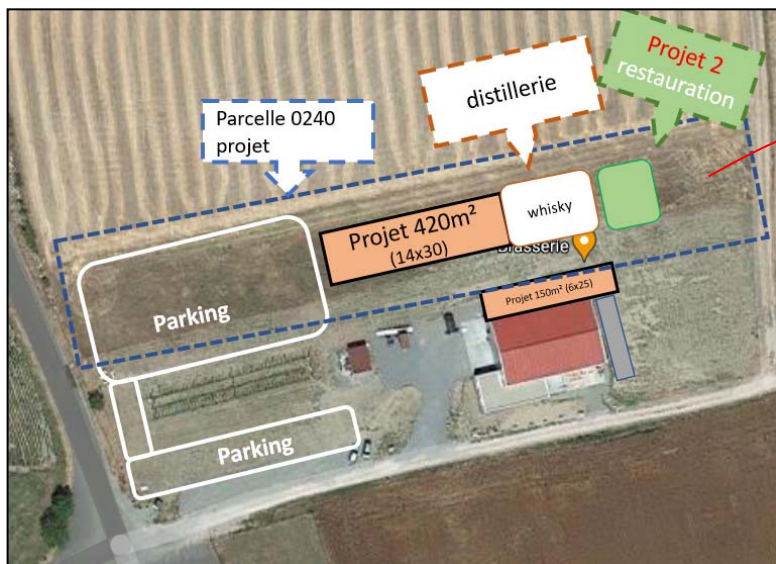 Projet 2
restauration
distillerie
Parcelle 0240
projet
Projet 420m²
(14x30)
whisky
Brasserie
Projet 150m² (6x25)
Parking
Parking